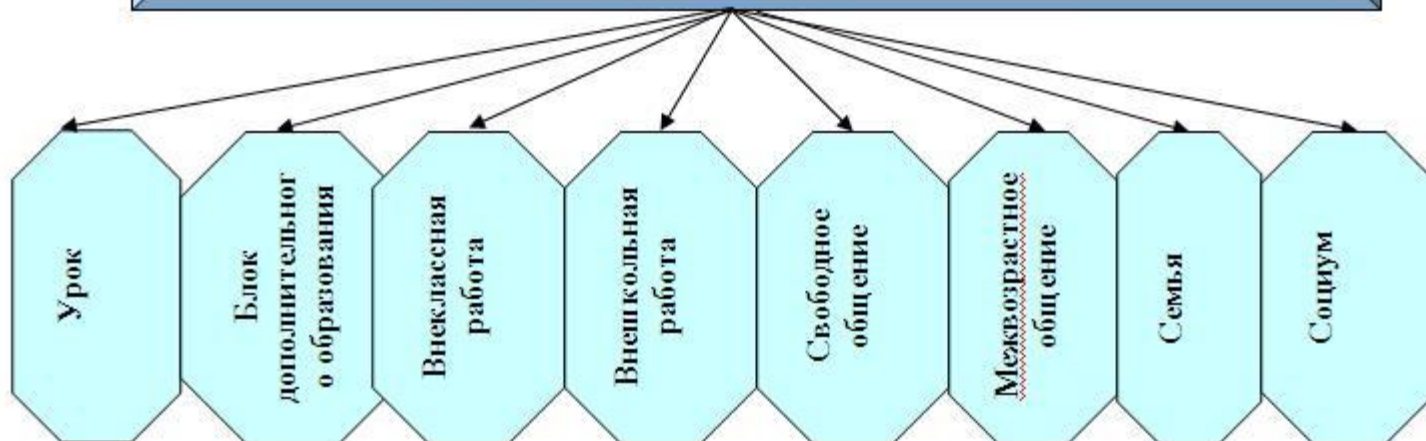 Урок
Блок
дополнительног
о образования
Внеклассная
работа
Внешкольная
работа
Свободное
общение
Межвозрастное
общение
Семья
Социум